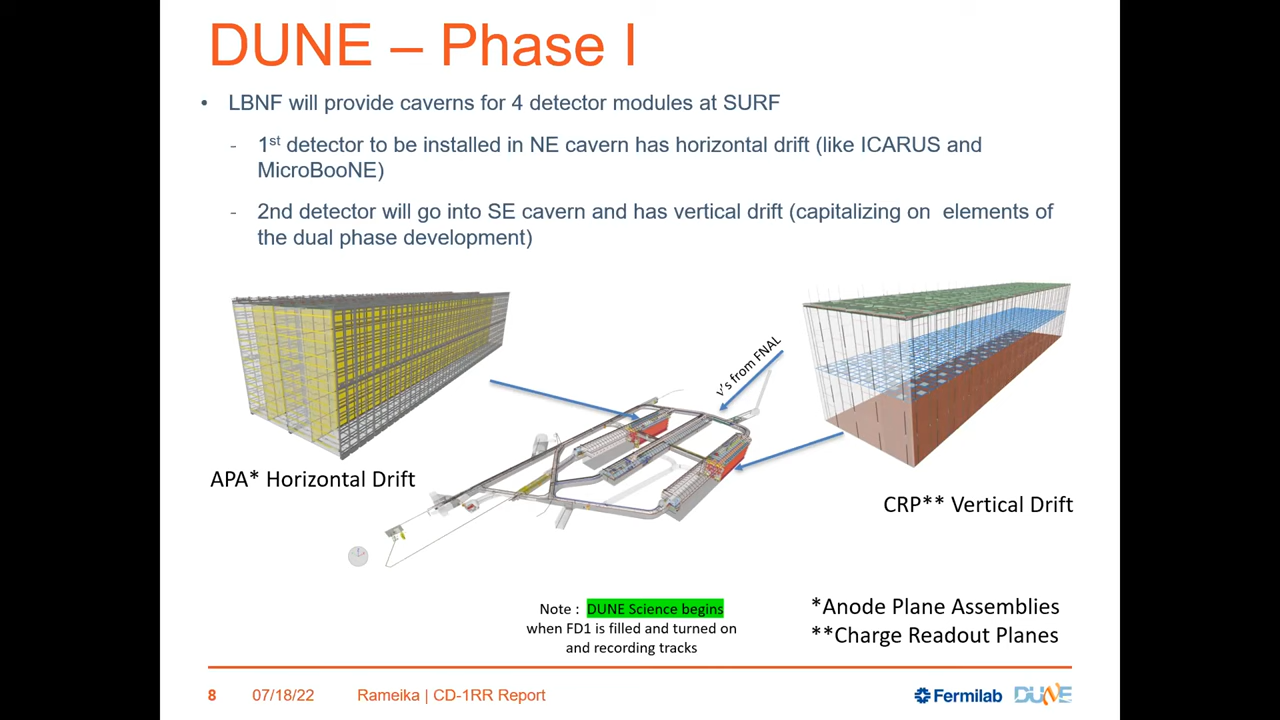 DUNE – Phase I
• LBNF will provide caverns for 4 detector modules at SURF
- 1st detector to be installed in NE cavern has horizontal drift (like ICARUS and
MicroBooNE)
- 2nd detector will go into SE cavern and has vertical drift (capitalizing on elements of
the dual phase development)
ν's from FNAL
APA* Horizontal Drift
CRP** Vertical Drift
Note : DUNE Science begins
when FD1 is filled and turned on
and recording tracks
*Anode Plane Assemblies
**Charge Readout Planes
8 07/18/22 Rameika | CD-1RR Report
Fermilab DUNE